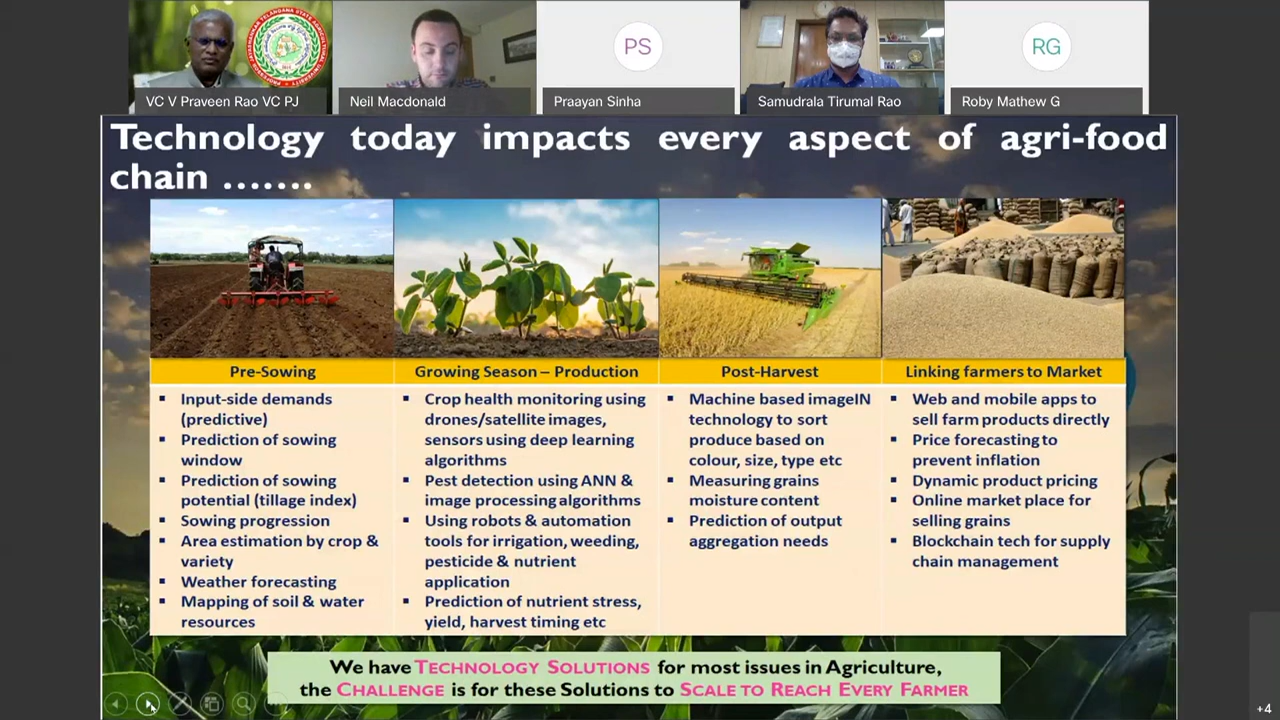 PS
RG
VC V Praveen Rao VC PJ
Neil Macdonald
Praayan Sinha
Samudrala Tirumal Rao
Roby Mathew G
Technology today impacts every aspect of agri-food
chain …….
Pre-Sowing
Input-side demands
(predictive)
Prediction of sowing
window
Prediction of sowing
potential (tillage index)
Sowing progression
Area estimation by crop &
variety
Weather forecasting
Mapping of soil & water
resources
Growing Season – Production
Crop health monitoring using
drones/satellite images,
sensors using deep learning
algorithms
Pest detection using ANN &
image processing algorithms
Using robots & automation
tools for irrigation, weeding,
pesticide & nutrient
application
Prediction of nutrient stress,
yield, harvest timing etc
Post-Harvest
Machine based imageIN
technology to sort
produce based on
colour, size, type etc
Measuring grains
moisture content
Prediction of output
aggregation needs
Linking farmers to Market
Web and mobile apps to
sell farm products directly
Price forecasting to
prevent inflation
Dynamic product pricing
Online market place for
selling grains
Blockchain tech for supply
chain management
We have TECHNOLOGY SOLUTIONS for most issues in Agriculture,
the CHALLENGE is for these Solutions to SCALE TO REACH EVERY FARMER
+4